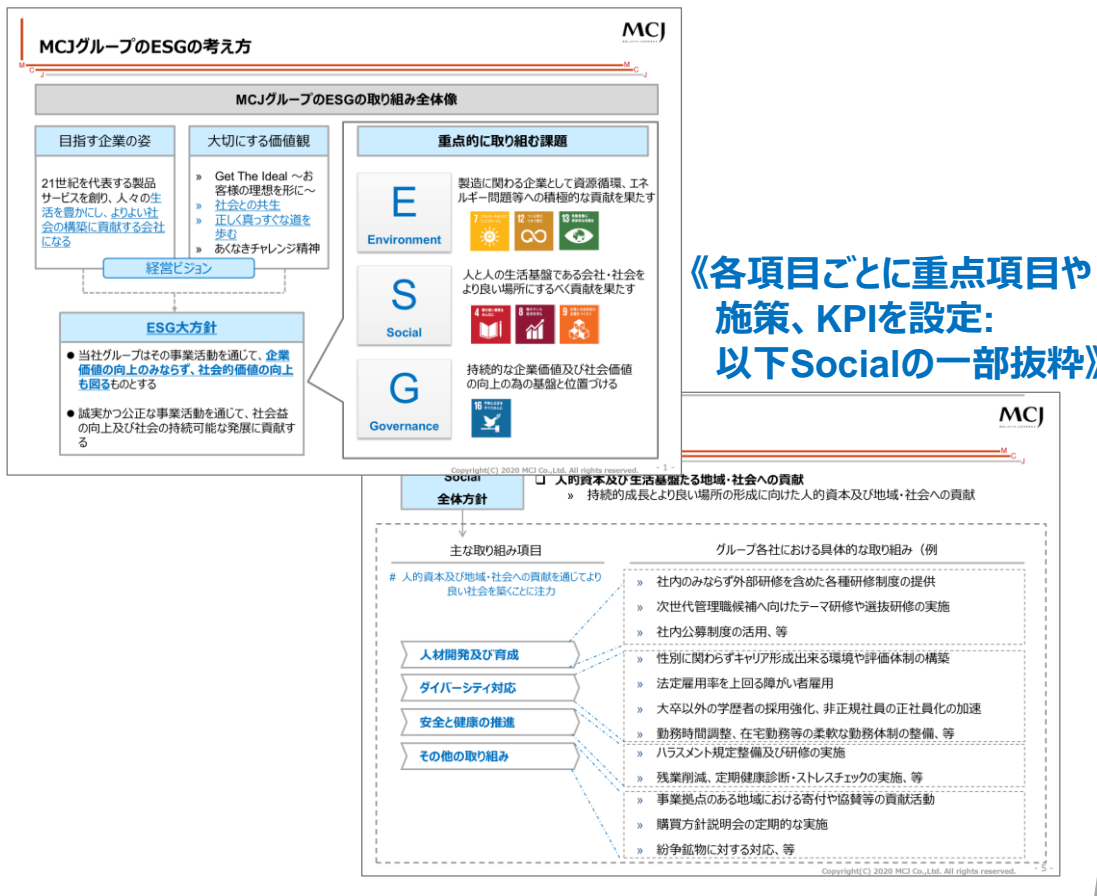 MCJグループのESGの考え方
MCJ
M
C
J
M
C
J
MCJグループのESGの取り組み全体像
目指す企業の姿
21世紀を代表する製品
サービスを創り、人々の生
活を豊かにし、よりよい社
会の構築に貢献する会社
になる
大切にする価値観
» Get The Ideal ～お
客様の理想を形に～
» 社会との共生
» 正しく真っすぐな道を
歩む
» あくなきチャレンジ精神
経営ビジョン
ESG大方針
● 当社グループはその事業活動を通じて、企業
価値の向上のみならず、社会的価値の向上
も図るものとする
● 誠実かつ公正な事業活動を通じて、社会益
の向上及び社会の持続可能な発展に貢献す
る
重点的に取り組む課題
E
Environment
製造に関わる企業として資源循環、エネ
ルギー問題等への積極的な貢献を果たす
7
12
13
S
Social
人と人の生活基盤である会社・社会を
より良い場所にするべく貢献を果たす
4
8
9
G
Governance
持続的な企業価値及び社会価値
の向上の為の基盤と位置づける
16
Copyright(C) 2020 MCJ Co.,Ltd. All rights reserved. - 1 -
《各項目ごとに重点項目や
施策、KPIを設定:
以下Socialの一部抜粋》
MCJ
M
C
J
Social
全体方針
❏ 人的資本及び生活基盤たる地域・社会への貢献
» 持続的成長とより良い場所の形成に向けた人的資本及び地域・社会への貢献
主な取り組み項目
# 人的資本及び地域・社会への貢献を通じてより
良い社会を築くことに注力
人材開発及び育成
ダイバーシティ対応
安全と健康の推進
その他の取り組み
グループ各社における具体的な取り組み（例
» 社内のみならず外部研修を含めた各種研修制度の提供
» 次世代管理職候補へ向けたテーマ研修や選抜研修の実施
» 社内公募制度の活用、等
» 性別に関わらずキャリア形成出来る環境や評価体制の構築
» 法定雇用率を上回る障がい者雇用
» 大卒以外の学歴者の採用強化、非正規社員の正社員化の加速
» 勤務時間調整、在宅勤務等の柔軟な勤務体制の整備、等
» ハラスメント規定整備及び研修の実施
» 残業削減、定期健康診断・ストレスチェックの実施、等
» 事業拠点のある地域における寄付や協賛等の貢献活動
» 購買方針説明会の定期的な実施
» 紛争鉱物に対する対応、等
Copyright(C) 2020 MCJ Co.,Ltd. All rights reserved. - 5 -